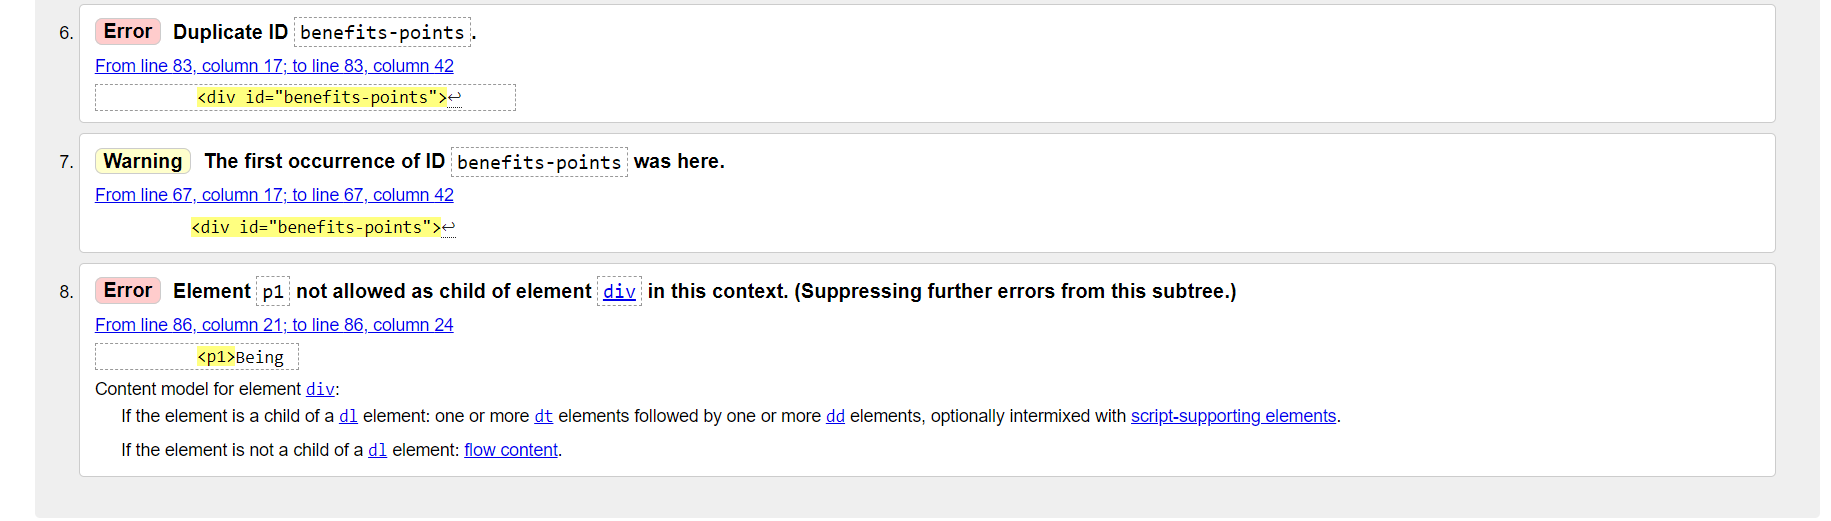 6. Error Duplicate ID benefits-points.
From line 83, column 17; to line 83, column 42
<div id="benefits-points">↩
7. Warning The first occurrence of ID benefits-points was here.
From line 67, column 17; to line 67, column 42
<div id="benefits-points">↩
8. Error Element p1 not allowed as child of element div in this context. (Suppressing further errors from this subtree.)
From line 86, column 21; to line 86, column 24
<p1>Being
Content model for element div:
If the element is a child of a dl element: one or more dt elements followed by one or more dd elements, optionally intermixed with script-supporting elements.
If the element is not a child of a dl element: flow content.